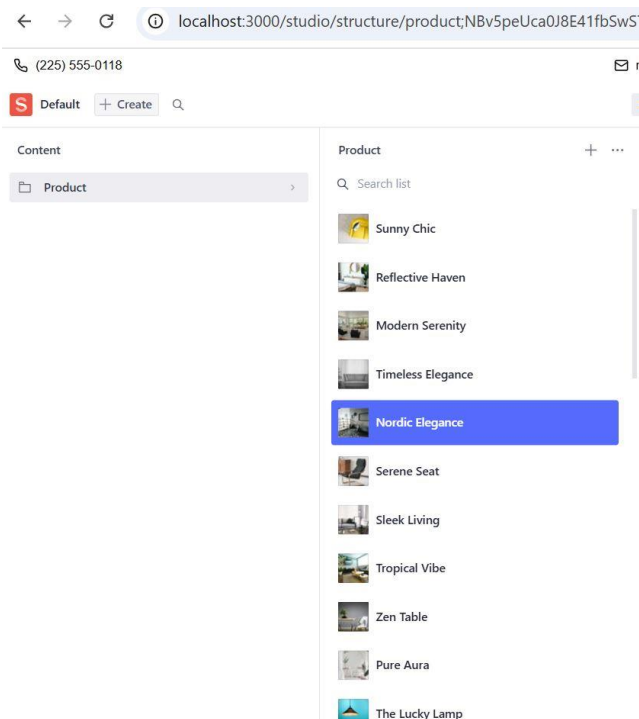 localhost:3000/studio/structure/product;NBv5peUca0J8E41fbSwS
(225) 555-0118
S Default + Create
Content
Product
Product
Search list
Sunny Chic
Reflective Haven
Modern Serenity
Timeless Elegance
Nordic Elegance
Serene Seat
Sleek Living
Tropical Vibe
Zen Table
Pure Aura
The Lucky Lamp